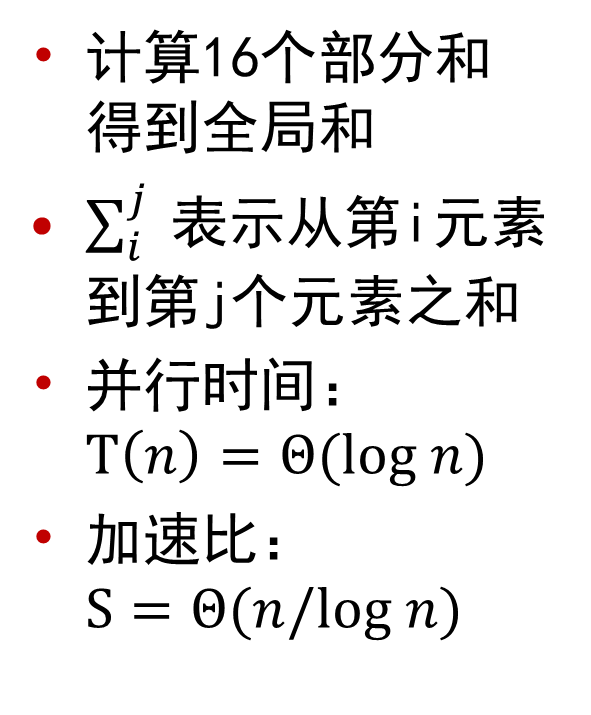 • 计算16个部分和
得到全局和
• ∑ᵢʲ 表示从第i元素
到第j个元素之和
• 并行时间：
T(n) = Θ(log n)
• 加速比：
S = Θ(n/log n)